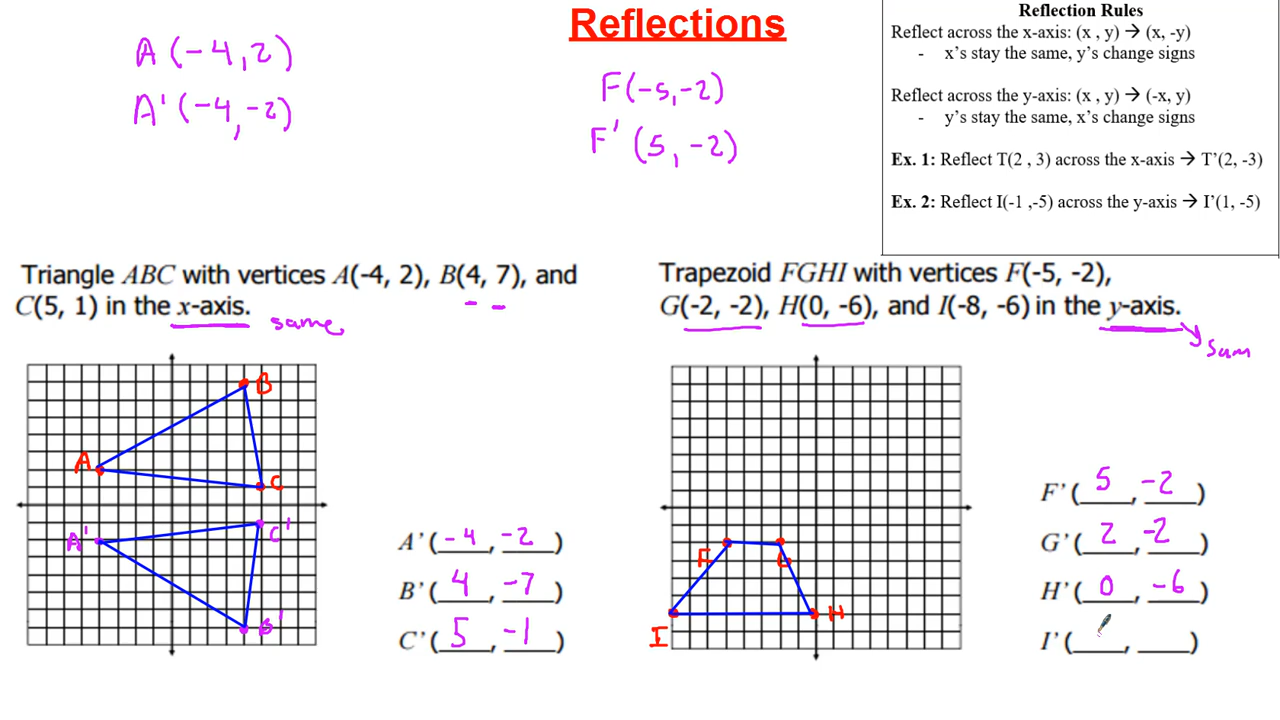 Reflections
A(-4,2)
A'(-4,-2)
F(-5,-2)
F'(5,-2)
Reflection Rules
Reflect across the x-axis: (x , y) → (x, -y)
- x's stay the same, y's change signs
Reflect across the y-axis: (x , y) → (-x, y)
- y's stay the same, x's change signs
Ex. 1: Reflect T(2 , 3) across the x-axis → T'(2, -3)
Ex. 2: Reflect I(-1 ,-5) across the y-axis → I'(1, -5)
Triangle ABC with vertices A(-4, 2), B(4, 7), and
C(5, 1) in the x-axis.
same
B
A
C
A'
C'
B'
A'(-4, -2)
B'(4, -7)
C'(5, -1)
Trapezoid FGHI with vertices F(-5, -2),
G(-2, -2), H(0, -6), and I(-8, -6) in the y-axis.
sam
F
G
I
H
F'(5, -2)
G'(2, -2)
H'(0, -6)
I'(___, ___)